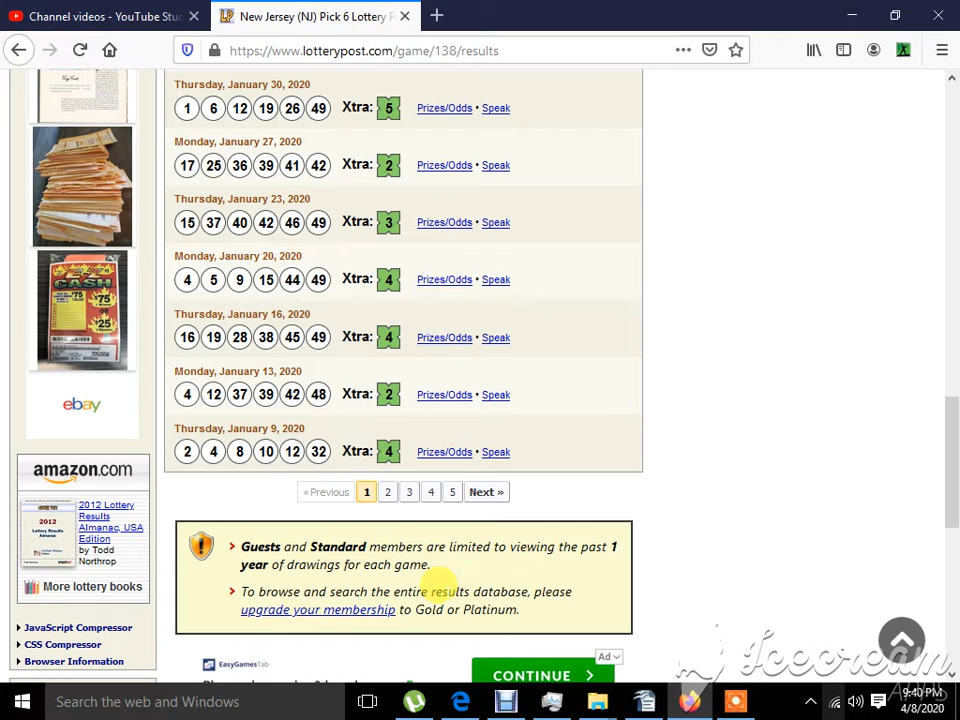 Channel videos - YouTube Stu
New Jersey (NJ) Pick 6 Lottery R
https://www.lotterypost.com/game/138/results
Thursday, January 30, 2020
1 6 12 19 26 49 Xtra: 5 Prizes/Odds • Speak
Monday, January 27, 2020
17 25 36 39 41 42 Xtra: 2 Prizes/Odds • Speak
Thursday, January 23, 2020
15 37 40 42 46 49 Xtra: 3 Prizes/Odds • Speak
Monday, January 20, 2020
4 5 9 15 44 49 Xtra: 4 Prizes/Odds • Speak
Thursday, January 16, 2020
16 19 28 38 45 49 Xtra: 4 Prizes/Odds • Speak
Monday, January 13, 2020
4 12 37 39 42 48 Xtra: 2 Prizes/Odds • Speak
Thursday, January 9, 2020
2 4 8 10 12 32 Xtra: 4 Prizes/Odds • Speak
« Previous 1 2 3 4 5 Next »
Guests and Standard members are limited to viewing the past 1
year of drawings for each game.
To browse and search the entire results database, please
upgrade your membership to Gold or Platinum.
CASH
$75
$75
OR
$25
ebay
amazon.com
2012 Lottery
Results
Almanac, USA
Edition
by Todd
Northrop
2012
More lottery books
JavaScript Compressor
CSS Compressor
Browser Information
EasyGamesTab
Ad
CONTINUE
Icecream
Apps
Search the web and Windows
9:40 PM
4/8/2020